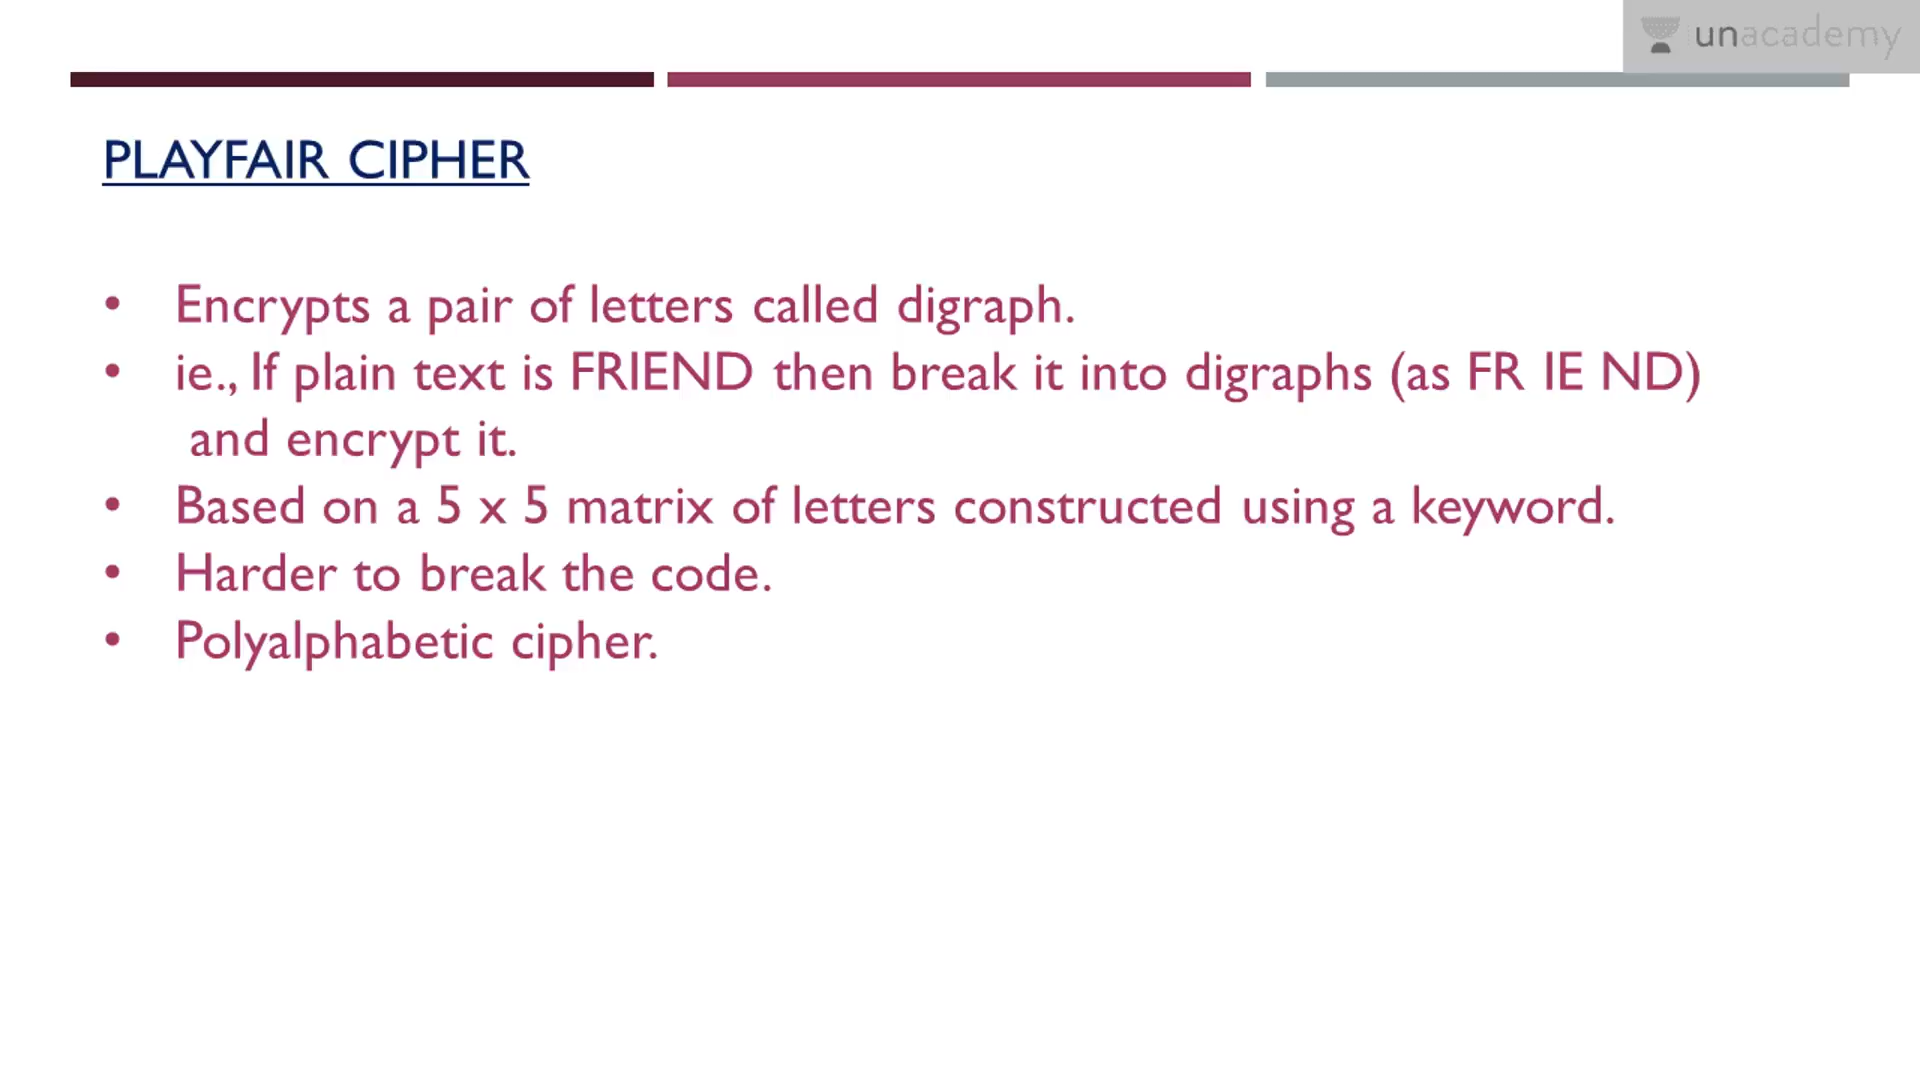 unacademy
PLAYFAIR CIPHER
• Encrypts a pair of letters called digraph.
• ie., If plain text is FRIEND then break it into digraphs (as FR IE ND)
and encrypt it.
• Based on a 5 x 5 matrix of letters constructed using a keyword.
• Harder to break the code.
• Polyalphabetic cipher.